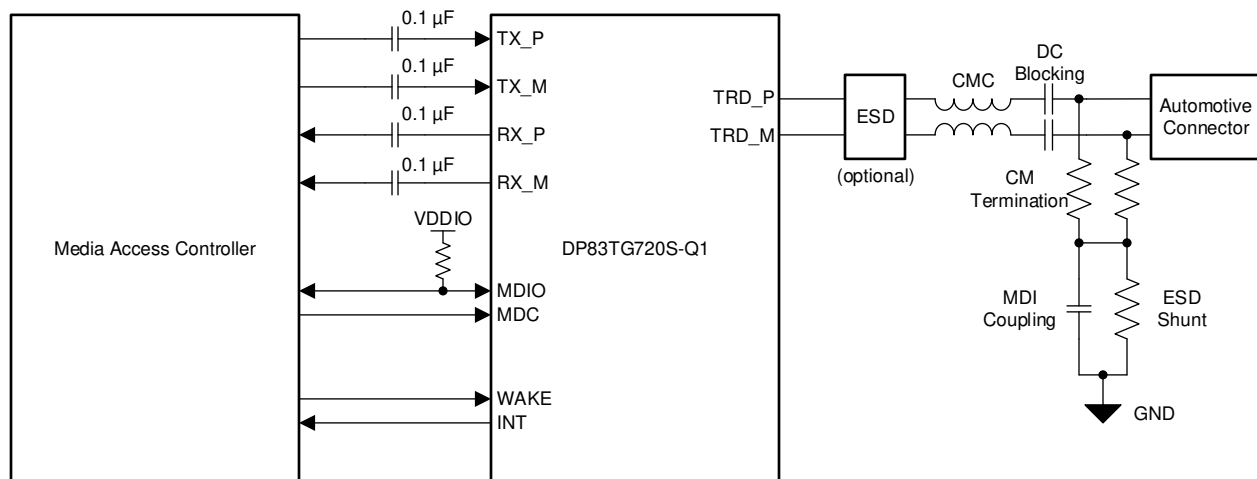 0.1 µF
TX_P
0.1 µF
TX_M
0.1 µF
RX_P
0.1 µF
RX_M
VDDIO
Media Access Controller
DP83TG720S-Q1
MDIO
MDC
WAKE
INT
TRD_P
TRD_M
ESD
(optional)
CMC
DC
Blocking
Automotive
Connector
CM
Termination
MDI
Coupling
ESD
Shunt
GND